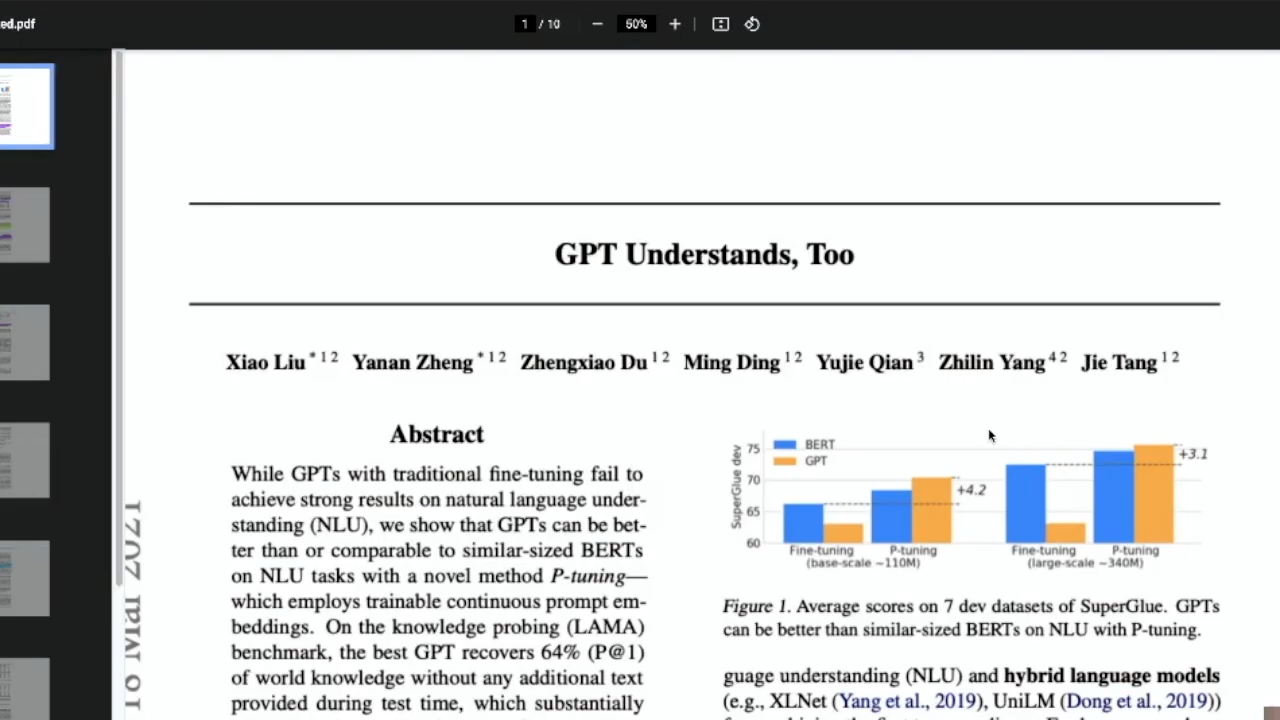 ed.pdf
1 / 10 − 60% +
GPT Understands, Too
Xiao Liu * 1 2 Yanan Zheng * 1 2 Zhengxiao Du 1 2 Ming Ding 1 2 Yujie Qian 3 Zhilin Yang 4 2 Jie Tang 1 2
Abstract
While GPTs with traditional fine-tuning fail to
achieve strong results on natural language under-
standing (NLU), we show that GPTs can be bet-
ter than or comparable to similar-sized BERTs
on NLU tasks with a novel method P-tuning—
which employs trainable continuous prompt em-
beddings. On the knowledge probing (LAMA)
benchmark, the best GPT recovers 64% (P@1)
of world knowledge without any additional text
provided during test time, which substantially
BERT
GPT
SuperGlue dev
75
70
65
60
+4.2
+3.1
Fine-tuning P-tuning Fine-tuning P-tuning
(base-scale ~110M) (large-scale ~340M)
Figure 1. Average scores on 7 dev datasets of SuperGlue. GPTs
can be better than similar-sized BERTs on NLU with P-tuning.
guage understanding (NLU) and hybrid language models
(e.g., XLNet (Yang et al., 2019), UniLM (Dong et al., 2019))
18 Mar 2021